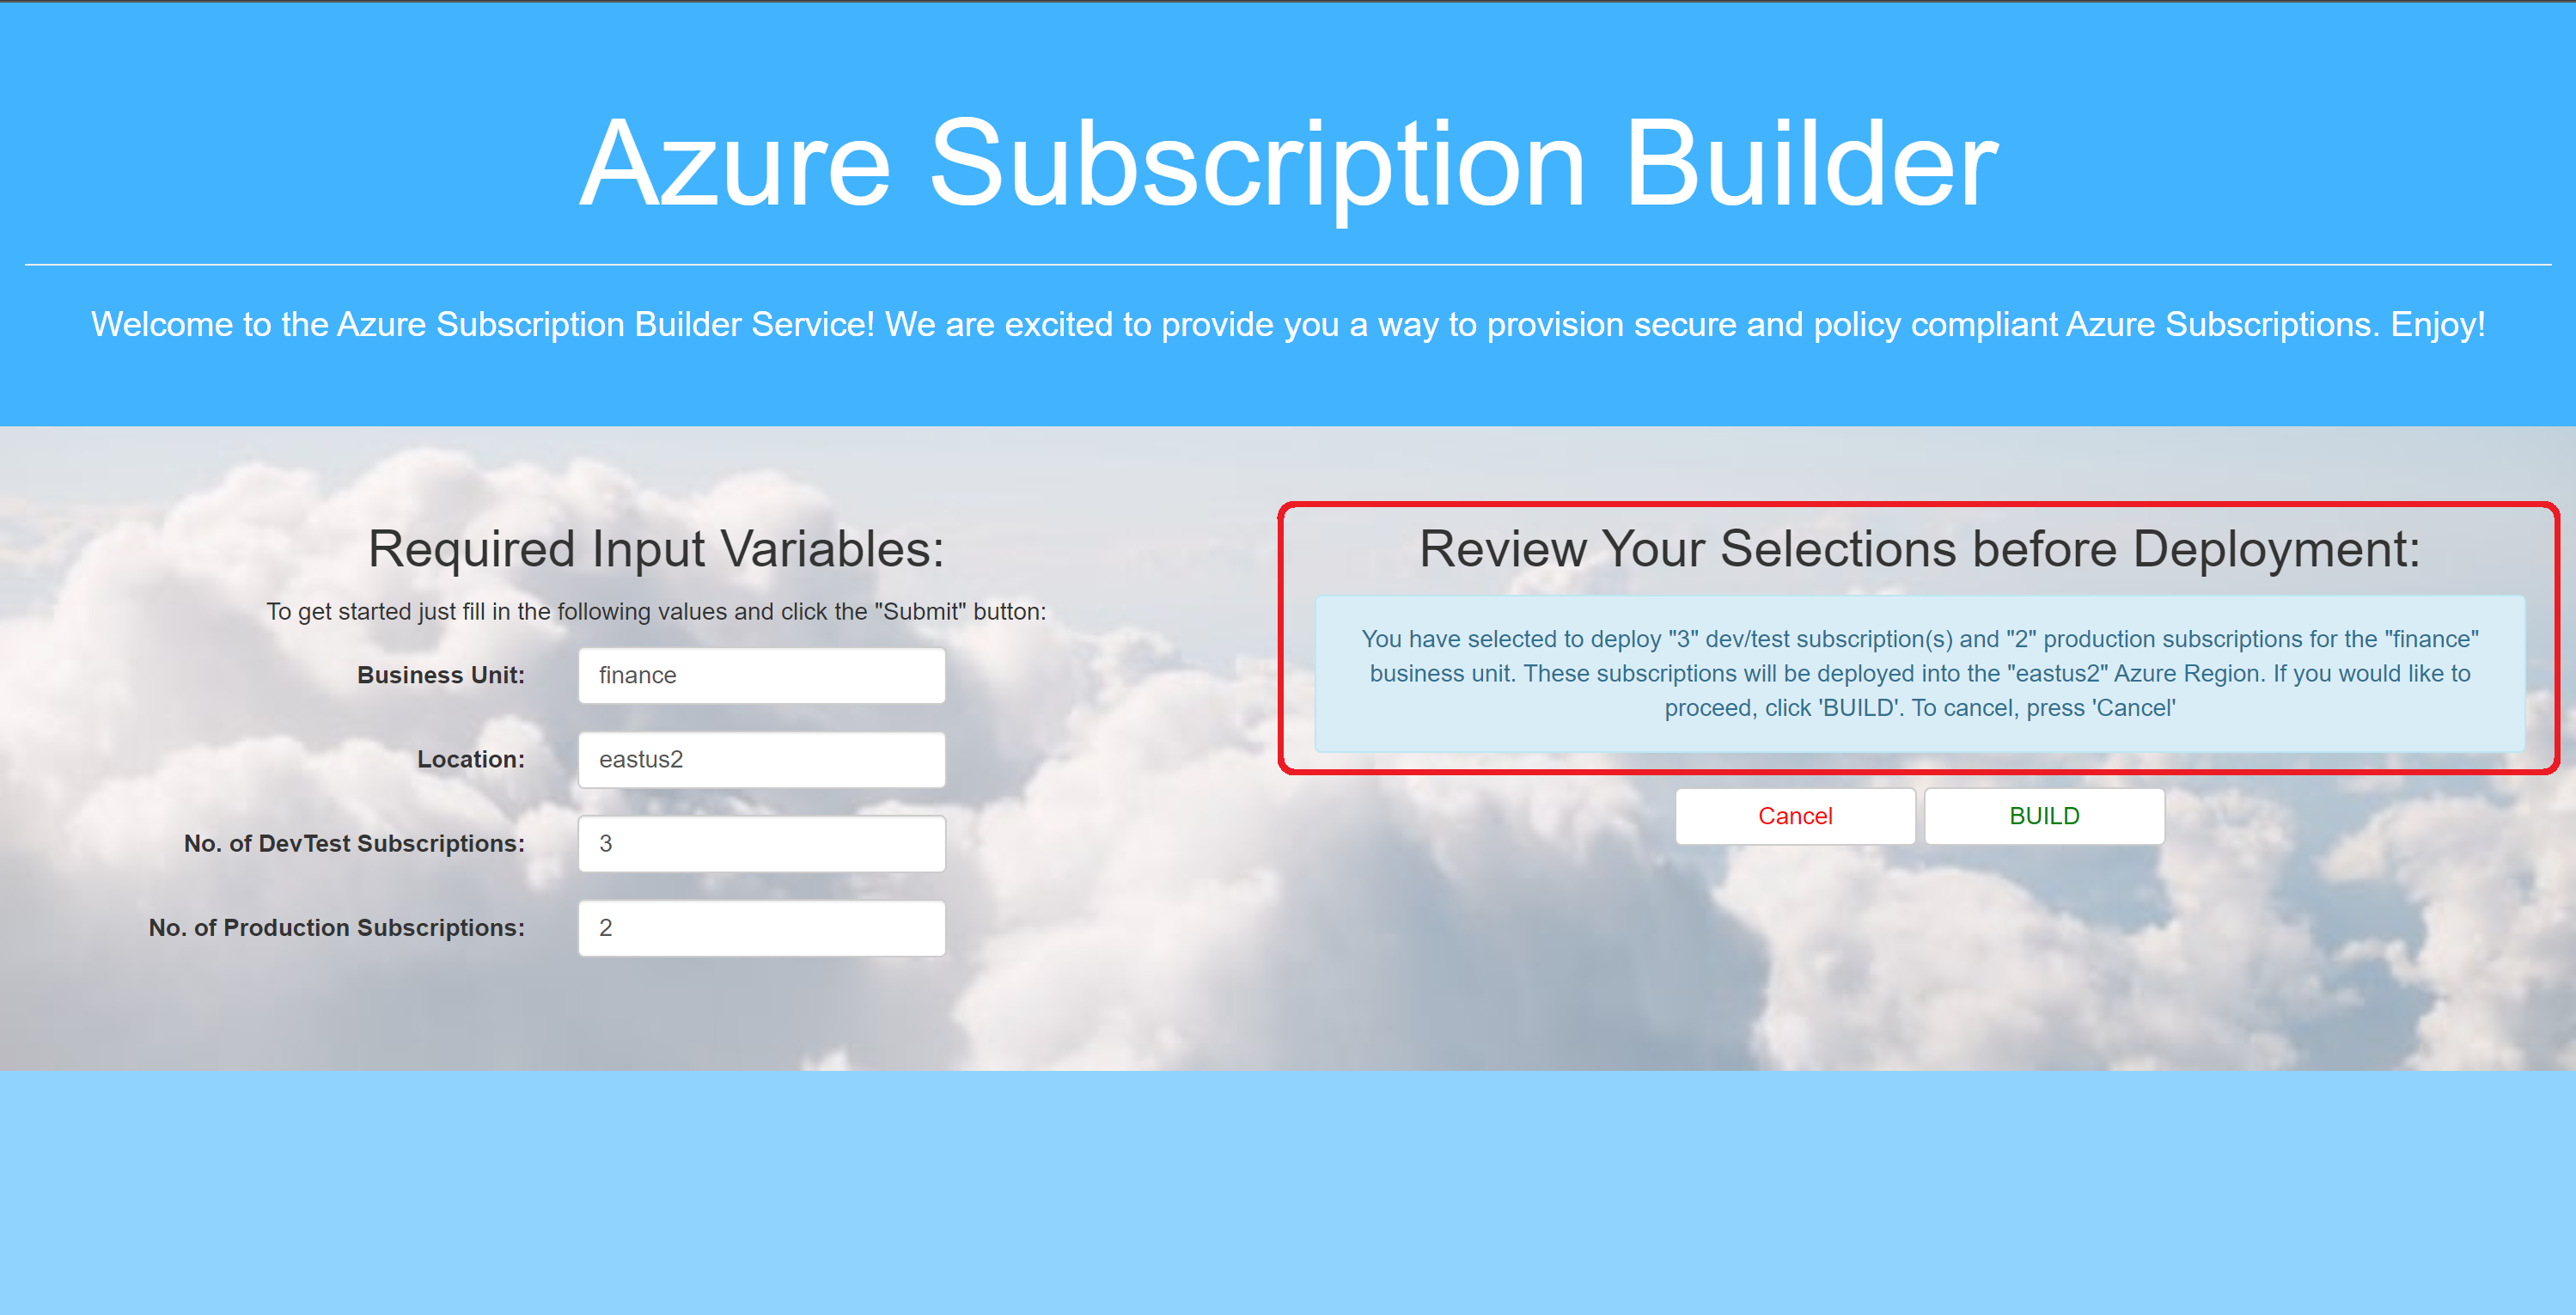 Azure Subscription Builder
Welcome to the Azure Subscription Builder Service! We are excited to provide you a way to provision secure and policy compliant Azure Subscriptions. Enjoy!
Required Input Variables:
To get started just fill in the following values and click the "Submit" button:
Business Unit: finance
Location: eastus2
No. of DevTest Subscriptions: 3
No. of Production Subscriptions: 2
Review Your Selections before Deployment:
You have selected to deploy "3" dev/test subscription(s) and "2" production subscriptions for the "finance"
business unit. These subscriptions will be deployed into the "eastus2" Azure Region. If you would like to
proceed, click 'BUILD'. To cancel, press 'Cancel'
Cancel BUILD